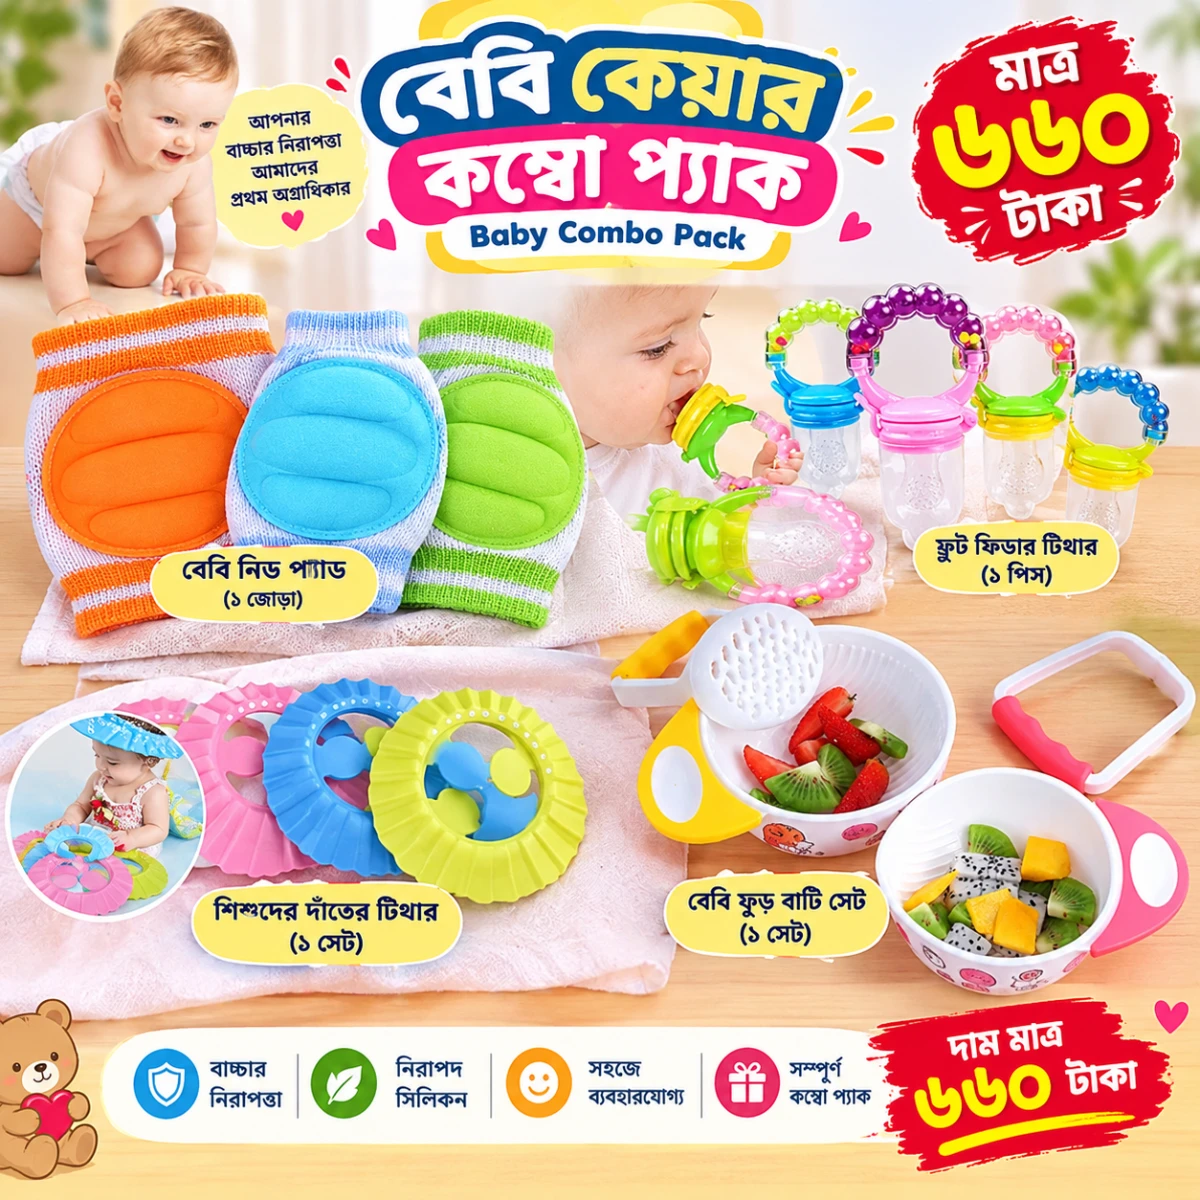 আপনার
বাচ্চার নিরাপত্তা
আমাদের
প্রথম অগ্রাধিকার
বেবি কেয়ার
কম্বো প্যাক
Baby Combo Pack
মাত্র
৬৬০
টাকা
বেবি নিড প্যাড
(১ জোড়া)
ফ্রুট ফিডার টিথার
(১ পিস)
শিশুদের দাঁতের টিথার
(১ সেট)
বেবি ফুড় বাটি সেট
(১ সেট)
বাচ্চার
নিরাপত্তা
নিরাপদ
সিলিকন
সহজে
ব্যবহারযোগ্য
সম্পুর্ণ
কম্বো প্যাক
দাম মাত্র
৬৬০ টাকা